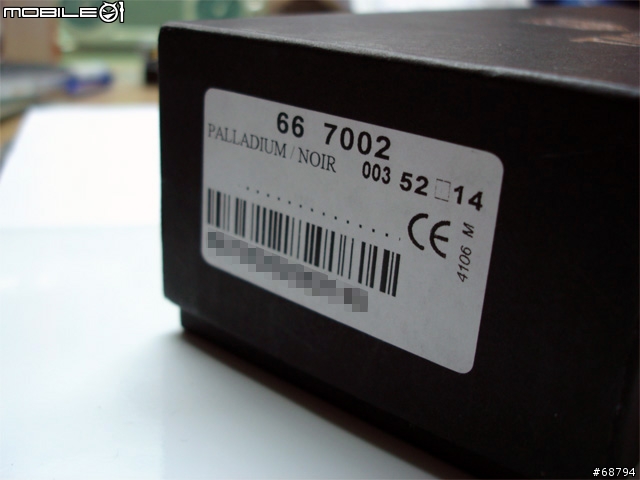 MOBILE01
66 7002
PALLADIUM / NOIR
003 52□14
CE
4106 M
#68794